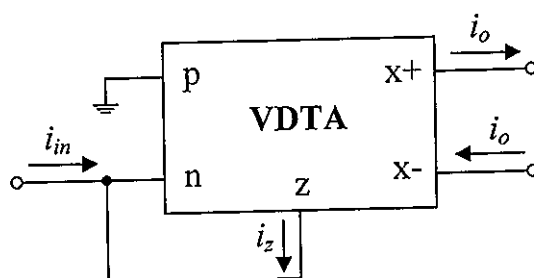 i_o
p x+
VDTA
i_in i_o
n z x-
i_z